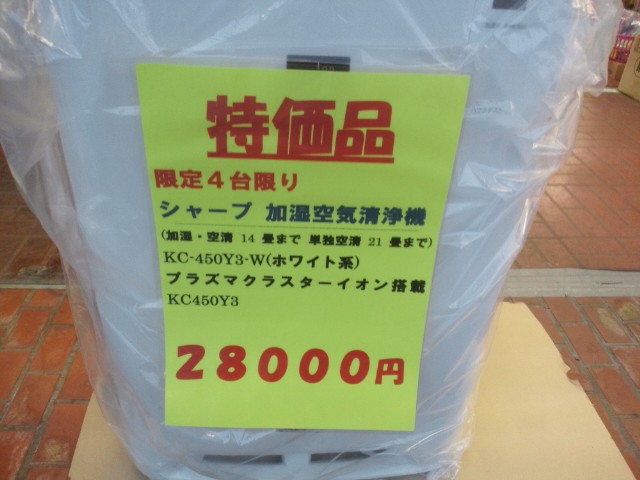 特価品
限定４台限り
シャープ 加湿空気清浄機
(加温・空清 14 畳まで 単独空清 21 畳まで)
KC-450Y3-W(ホワイト系)
プラズマクラスターイオン搭載
KC450Y3
28000円